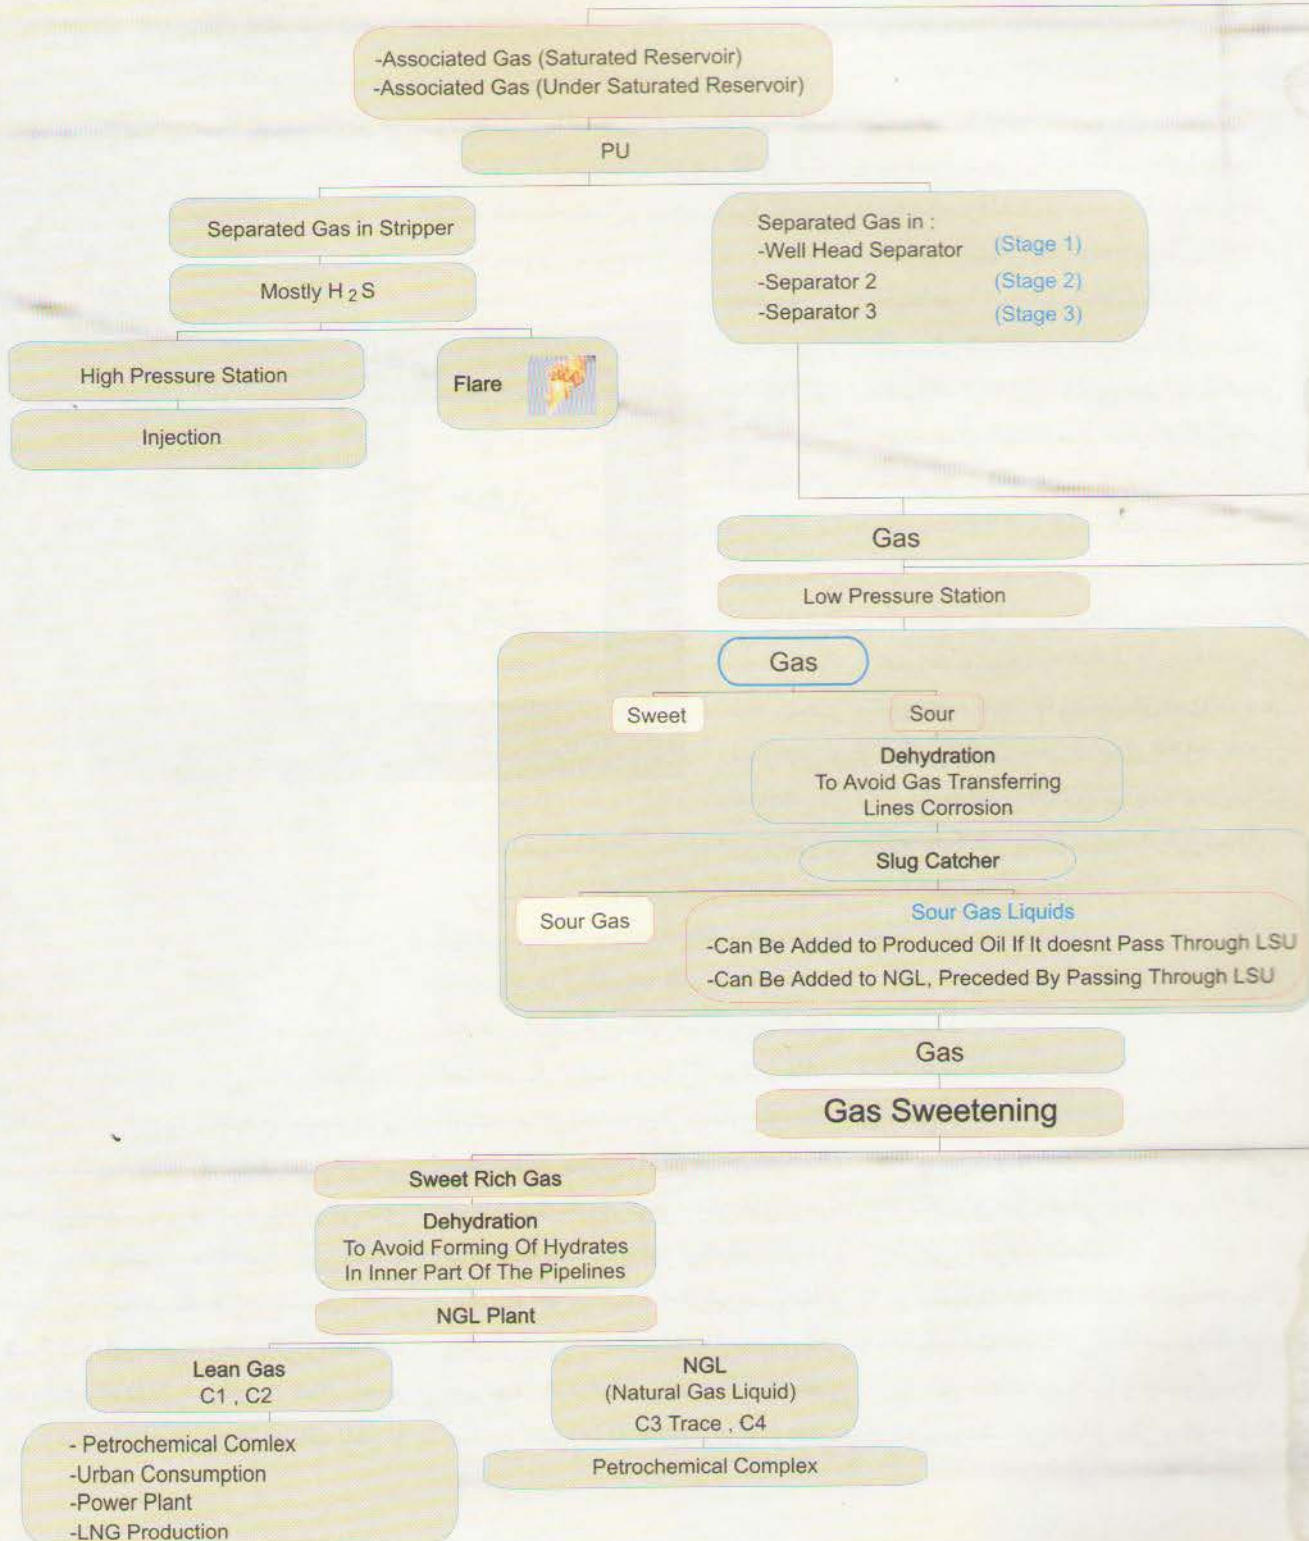 -Associated Gas (Saturated Reservoir)
-Associated Gas (Under Saturated Reservoir)
PU
Separated Gas in Stripper
Mostly H2S
High Pressure Station
Injection
Flare
Separated Gas in :
-Well Head Separator (Stage 1)
-Separator 2 (Stage 2)
-Separator 3 (Stage 3)
Gas
Low Pressure Station
Gas
Sweet
Sour
Dehydration
To Avoid Gas Transferring
Lines Corrosion
Slug Catcher
Sour Gas
Sour Gas Liquids
-Can Be Added to Produced Oil If It doesnt Pass Through LSU
-Can Be Added to NGL, Preceded By Passing Through LSU
Gas
Gas Sweetening
Sweet Rich Gas
Dehydration
To Avoid Forming Of Hydrates
In Inner Part Of The Pipelines
NGL Plant
Lean Gas
C1 , C2
- Petrochemical Comlex
-Urban Consumption
-Power Plant
-LNG Production
NGL
(Natural Gas Liquid)
C3 Trace , C4
Petrochemical Complex